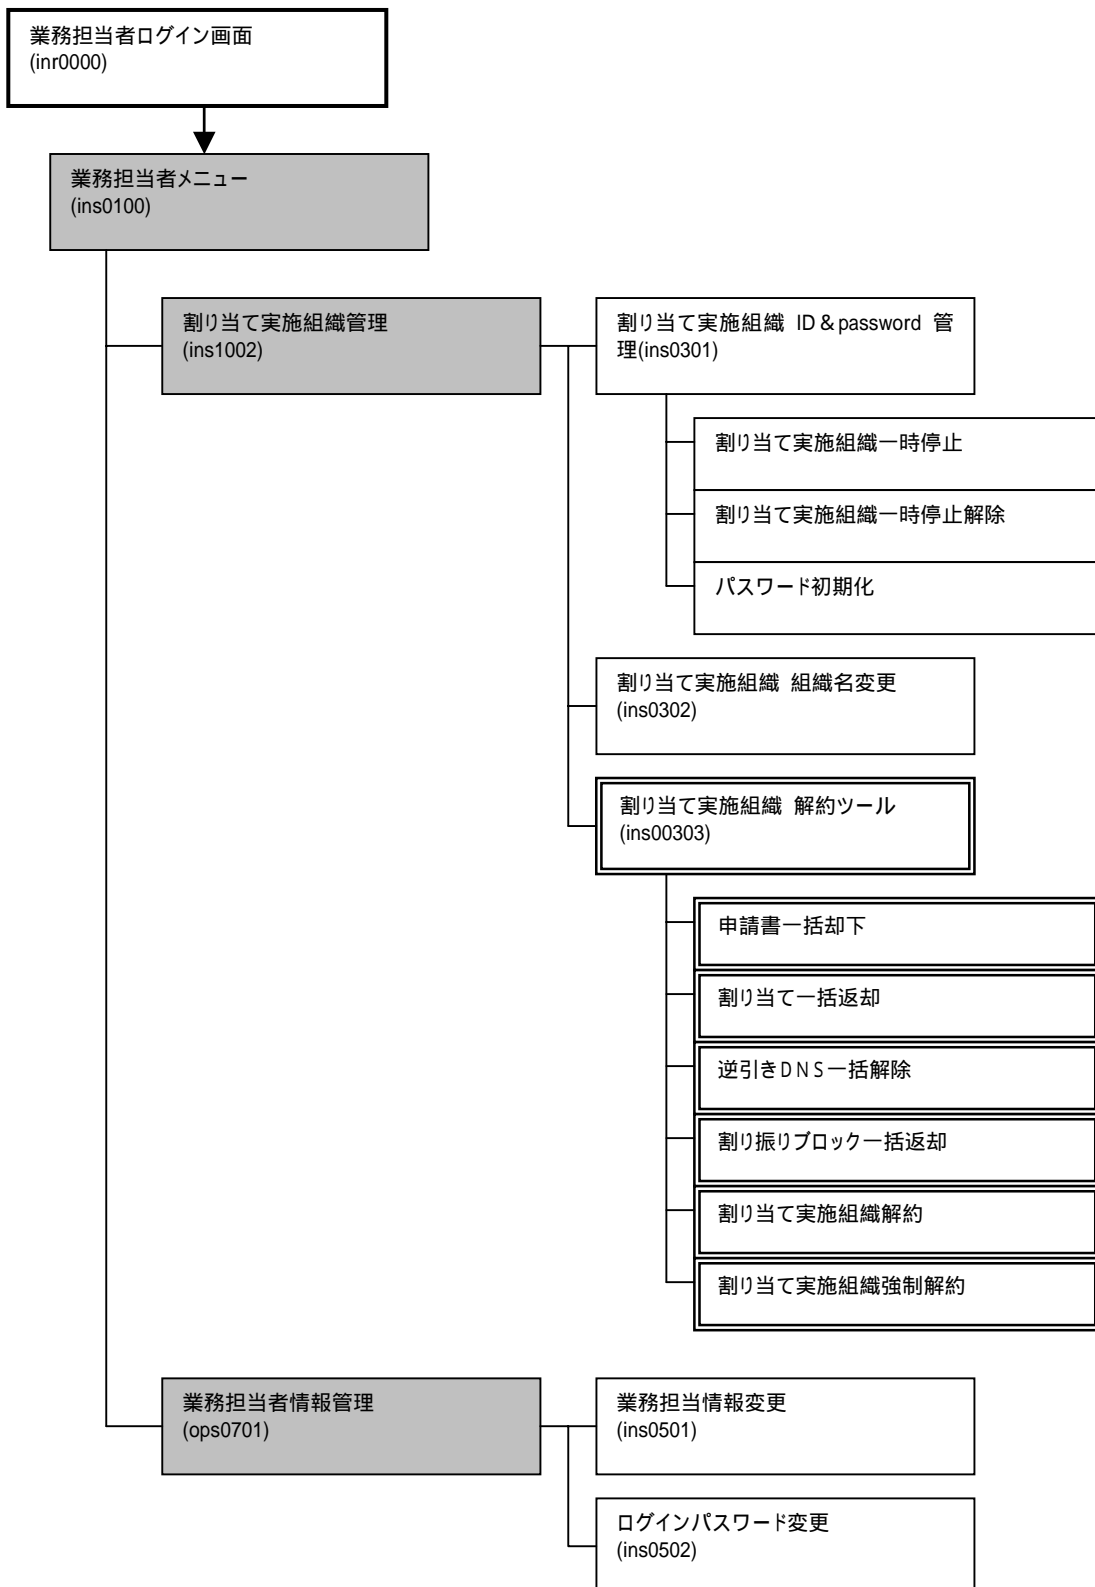 業務担当者ログイン画面
(inr0000)
業務担当者メニュー
(ins0100)
割り当て実施組織管理
(ins1002)
割り当て実施組織 ID＆password 管
理(ins0301)
割り当て実施組織一時停止
割り当て実施組織一時停止解除
パスワード初期化
割り当て実施組織 組織名変更
(ins0302)
割り当て実施組織 解約ツール
(ins00303)
申請書一括却下
割り当て一括返却
逆引きＤＮＳ一括解除
割り振りブロック一括返却
割り当て実施組織解約
割り当て実施組織強制解約
業務担当者情報管理
(ops0701)
業務担当情報変更
(ins0501)
ログインパスワード変更
(ins0502)